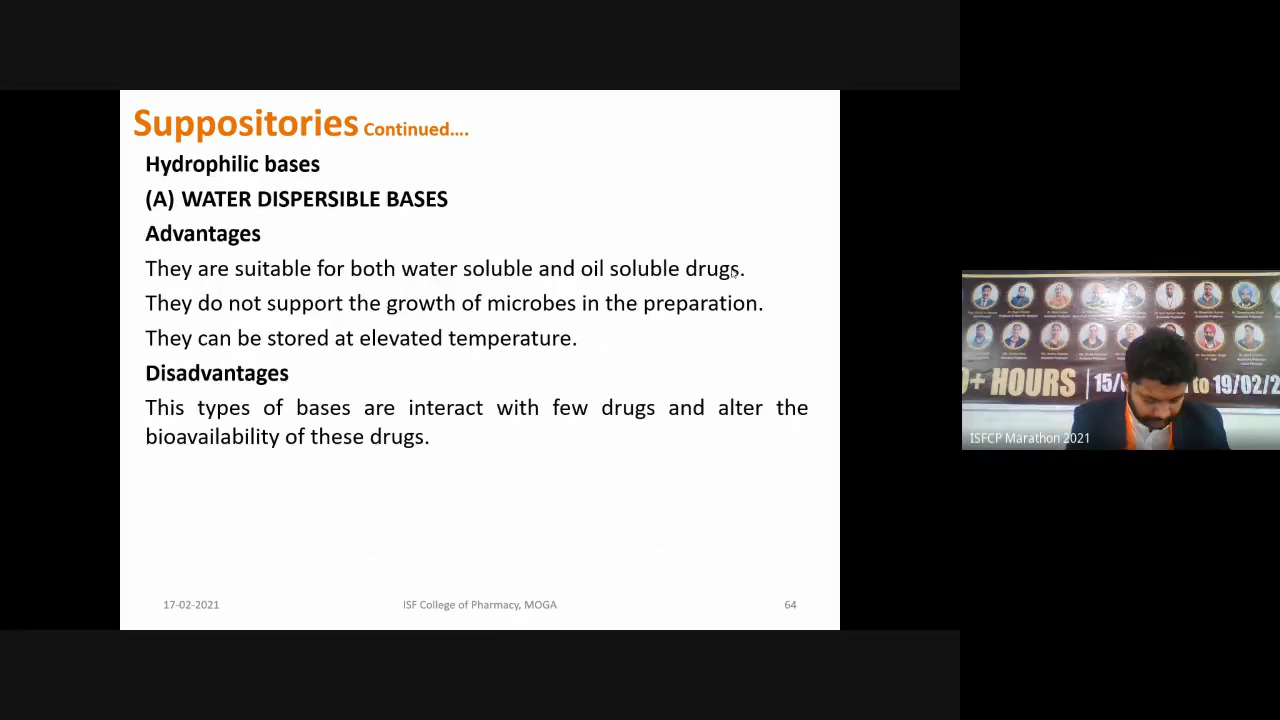 Suppositories Continued....
Hydrophilic bases
(A) WATER DISPERSIBLE BASES
Advantages
They are suitable for both water soluble and oil soluble drugs.
They do not support the growth of microbes in the preparation.
They can be stored at elevated temperature.
Disadvantages
This types of bases are interact with few drugs and alter the
bioavailability of these drugs.
17-02-2021
ISF College of Pharmacy, MOGA
64
0+ HOURS
15/
to 19/02/2
ISFCP Marathon 2021